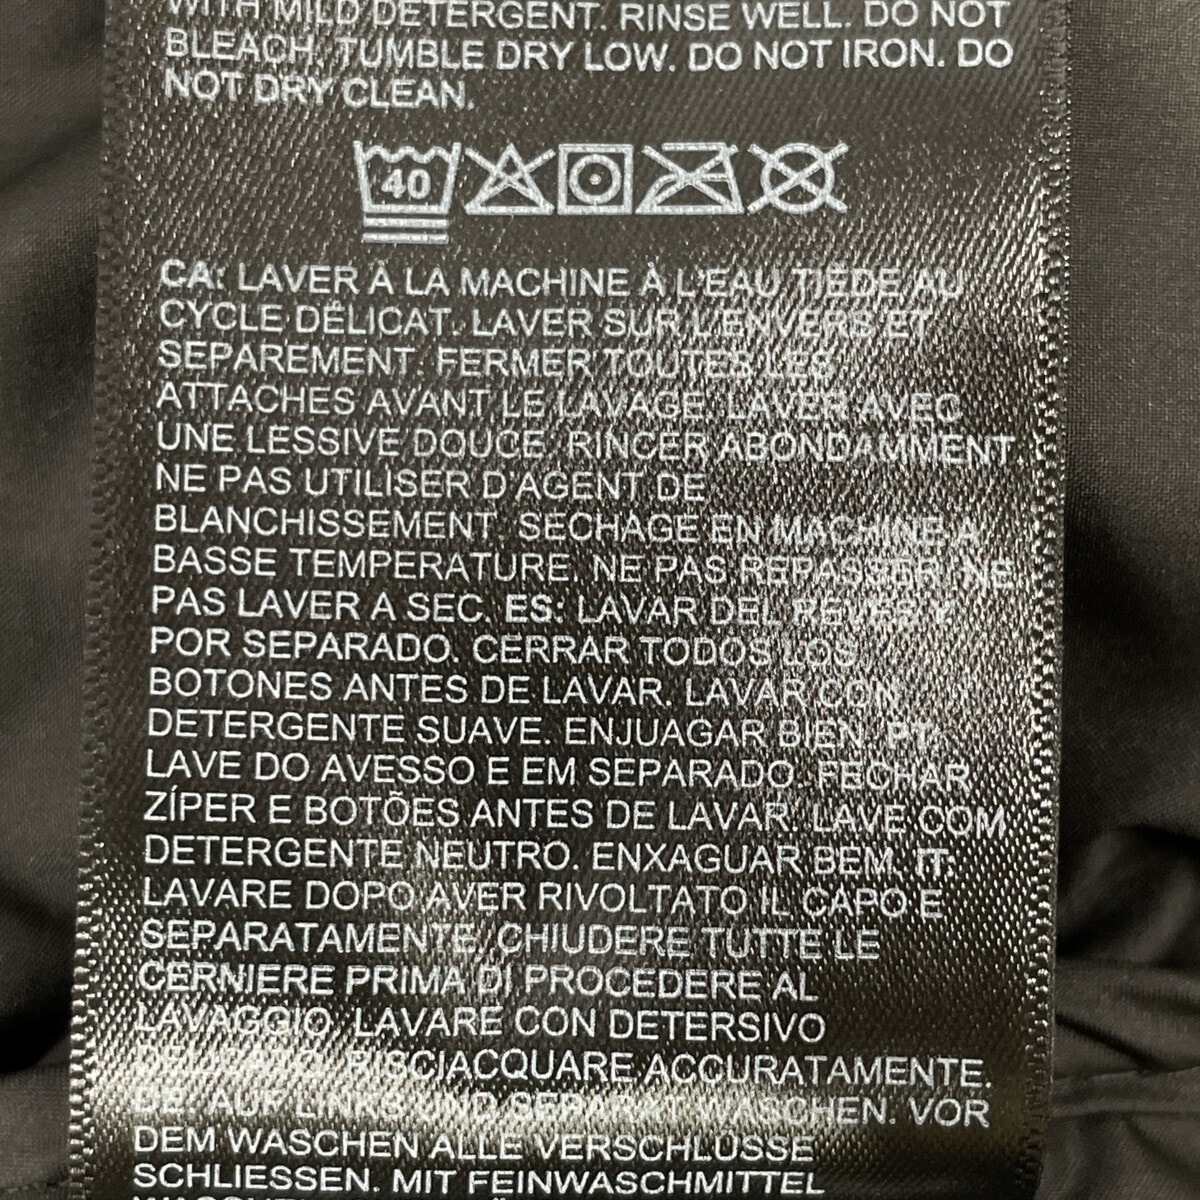 WITH MILD DETERGENT. RINSE WELL. DO NOT
BLEACH. TUMBLE DRY LOW. DO NOT IRON. DO
NOT DRY CLEAN.
40
CA: LAVER À LA MACHINE À L'EAU TIEDE AU
CYCLE DÉLICAT. LAVER SUR L'ENVERS ET
SEPAREMENT. FERMER TOUTES LES
ATTACHES AVANT LE LAVAGE. LAVER AVEC
UNE LESSIVE DOUCE. RINCER ABONDAMMENT.
NE PAS UTILISER D'AGENT DE
BLANCHISSEMENT. SECHAGE EN MACHINE A
BASSE TEMPERATURE. NE PAS REPASSER. NE
PAS LAVER A SEC. ES: LAVAR DEL REVES Y
POR SEPARADO. CERRAR TODOS LOS
BOTONES ANTES DE LAVAR. LAVAR CON
DETERGENTE SUAVE. ENJUAGAR BIEN. PT:
LAVE DO AVESSO E EM SEPARADO. FECHAR
ZÍPER E BOTÕES ANTES DE LAVAR. LAVE COM
DETERGENTE NEUTRO. ENXAGUAR BEM. IT:
LAVARE DOPO AVER RIVOLTATO IL CAPO E
SEPARATAMENTE. CHIUDERE TUTTE LE
CERNIERE PRIMA DI PROCEDERE AL
LAVAGGIO. LAVARE CON DETERSIVO
DELICATO. RISCIACQUARE ACCURATAMENTE.
DE: AUF LINKS UND SEPARAT WASCHEN. VOR
DEM WASCHEN ALLE VERSCHLÜSSE
SCHLIESSEN. MIT FEINWASCHMITTEL